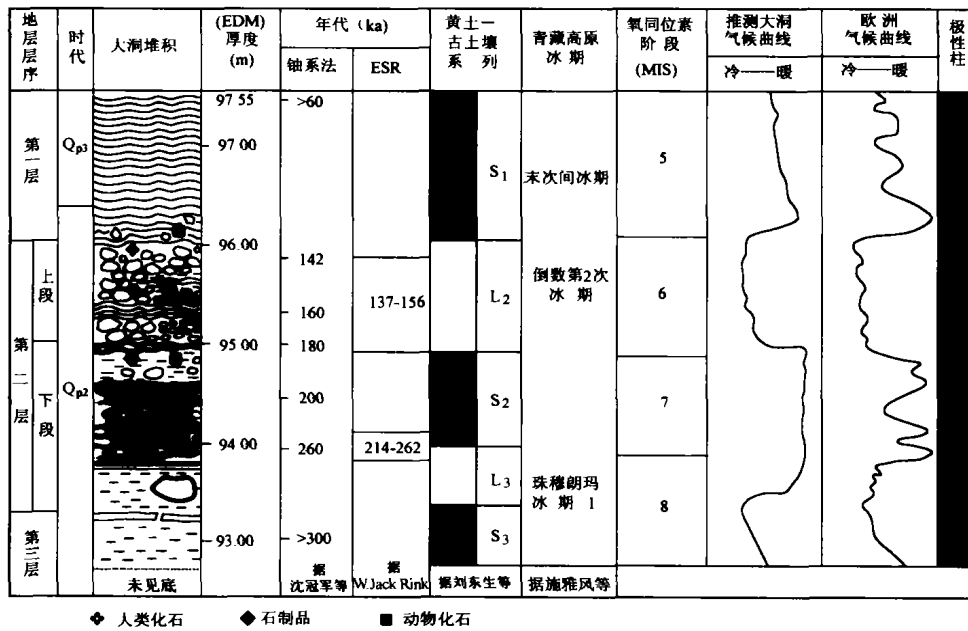 地层层序
时代
大洞堆积
(EDM)
厚度
(m)
年代(ka)
铀系法
ESR
黄土一
古土壤
系列
青藏高原
冰期
氧同位素
阶段
(MIS)
推测大洞
气候曲线
冷——暖
欧洲
气候曲线
冷——暖
极性柱
第一层
第二层
上段
下段
第三层
Qp3
Qp2
未见底
97 55
97 00
96 00
95 00
94 00
93.00
>60
142
160
180
200
260
>300
据
沈冠军等
137-156
214-262
据
W.Jack Rink
S1
L2
S2
L3
S3
据刘东生等
末次间冰期
倒数第2次
冰期
珠穆朗玛
冰期 1
据施雅风等
5
6
7
8
人类化石
石制品
动物化石